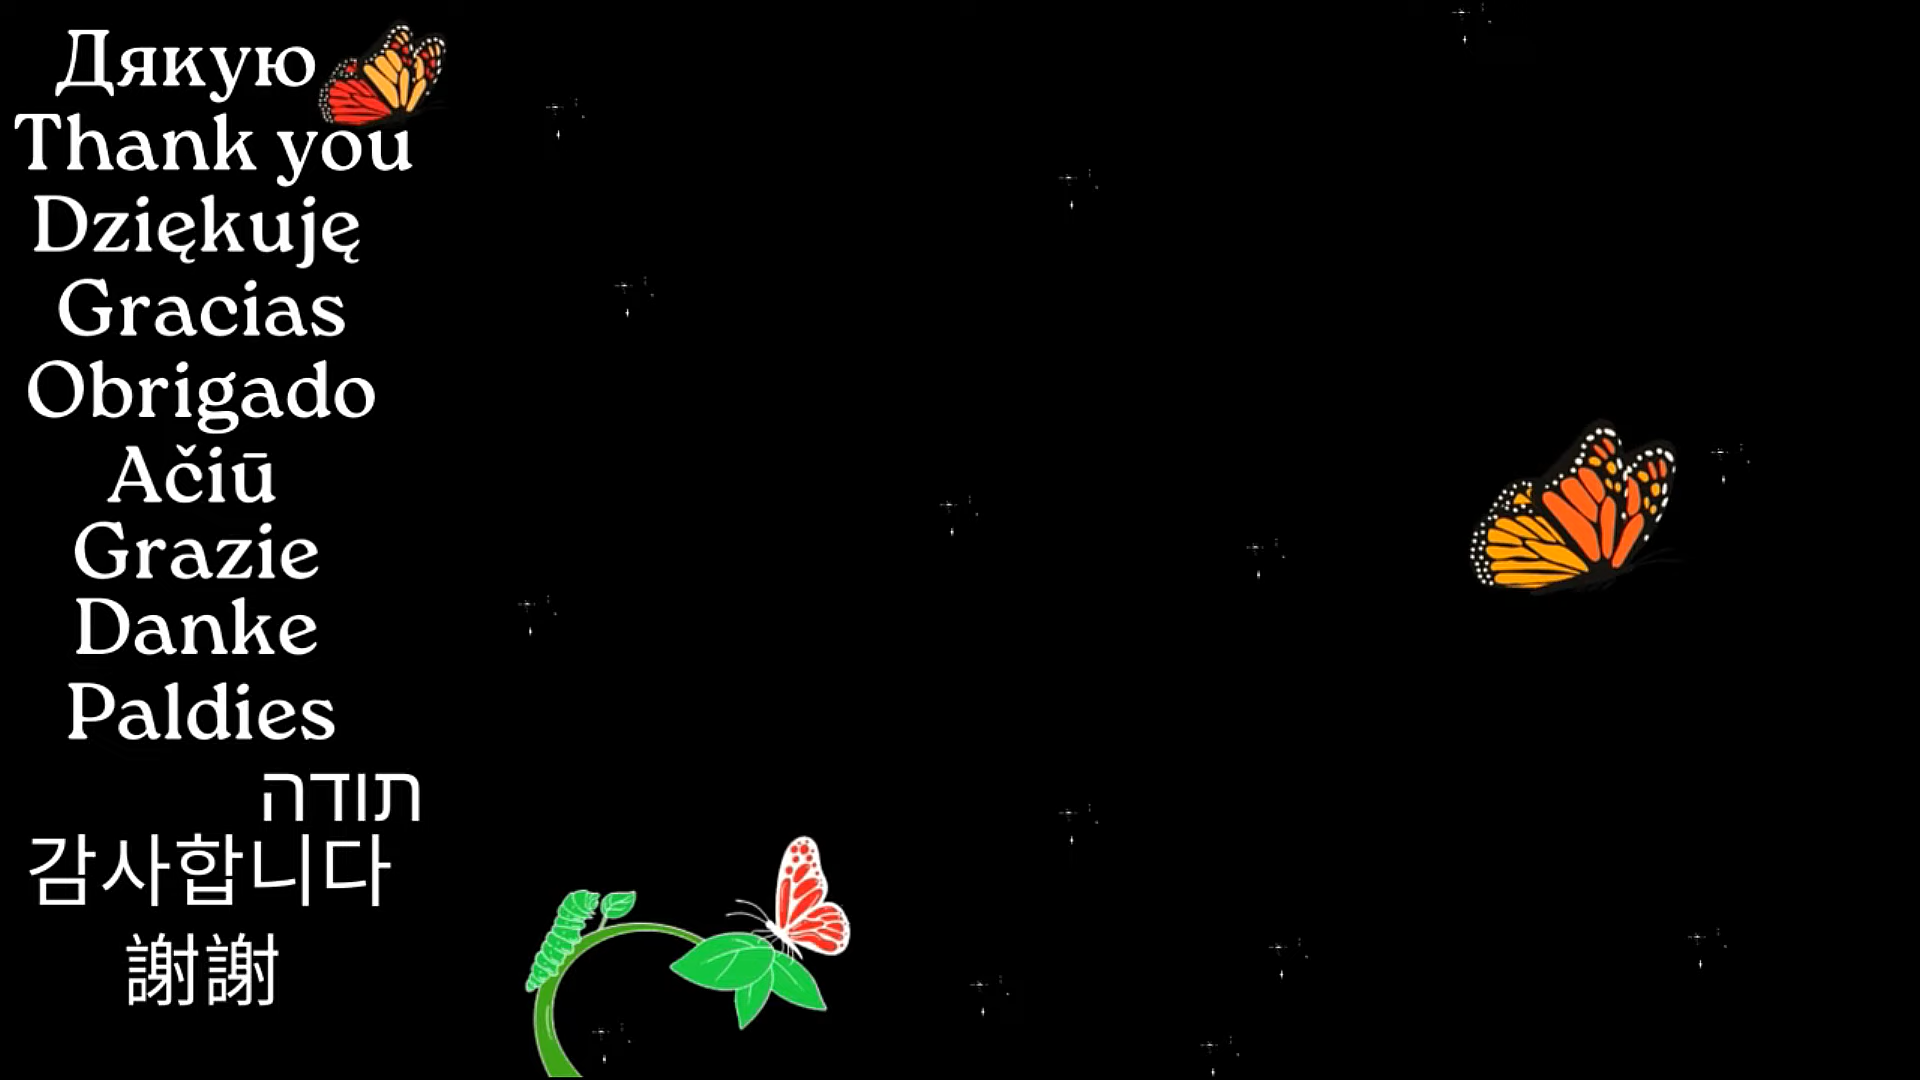 Дякую
Thank you
Dziękuję
Gracias
Obrigado
Ačiū
Grazie
Danke
Paldies
תודה
감사합니다
謝謝